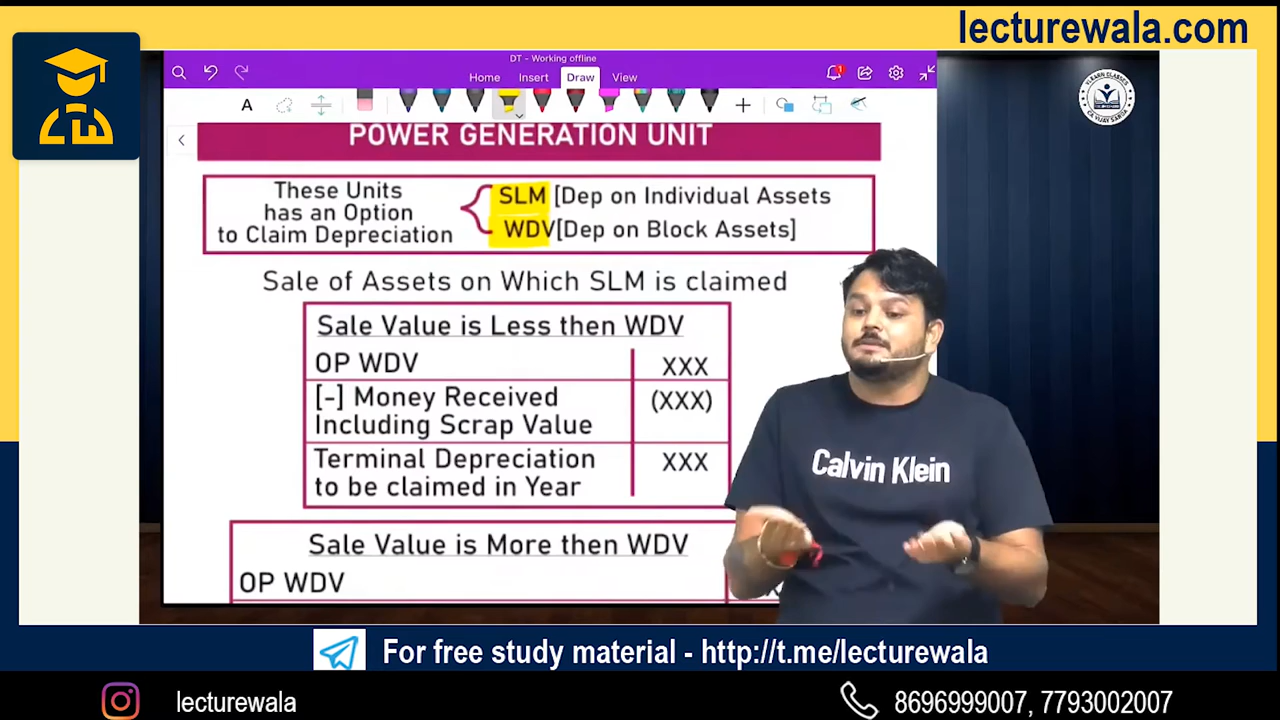 lecturewala.com
DT - Working offline
Home Insert Draw View
A
POWER GENERATION UNIT
These Units
has an Option
to Claim Depreciation
SLM [Dep on Individual Assets
WDV[Dep on Block Assets]
Sale of Assets on Which SLM is claimed
Sale Value is Less then WDV
OP WDV XXX
[-] Money Received
Including Scrap Value (XXX)
Terminal Depreciation
to be claimed in Year XXX
Sale Value is More then WDV
OP WDV
Calvin Klein
For free study material - http://t.me/lecturewala
lecturewala
8696999007, 7793002007